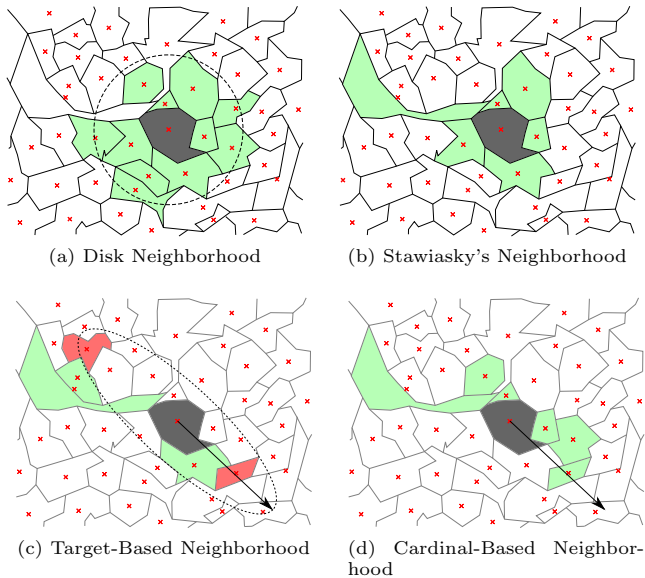 (a) Disk Neighborhood
(b) Stawiasky's Neighborhood
(c) Target-Based Neighborhood
(d) Cardinal-Based Neighbor-
hood